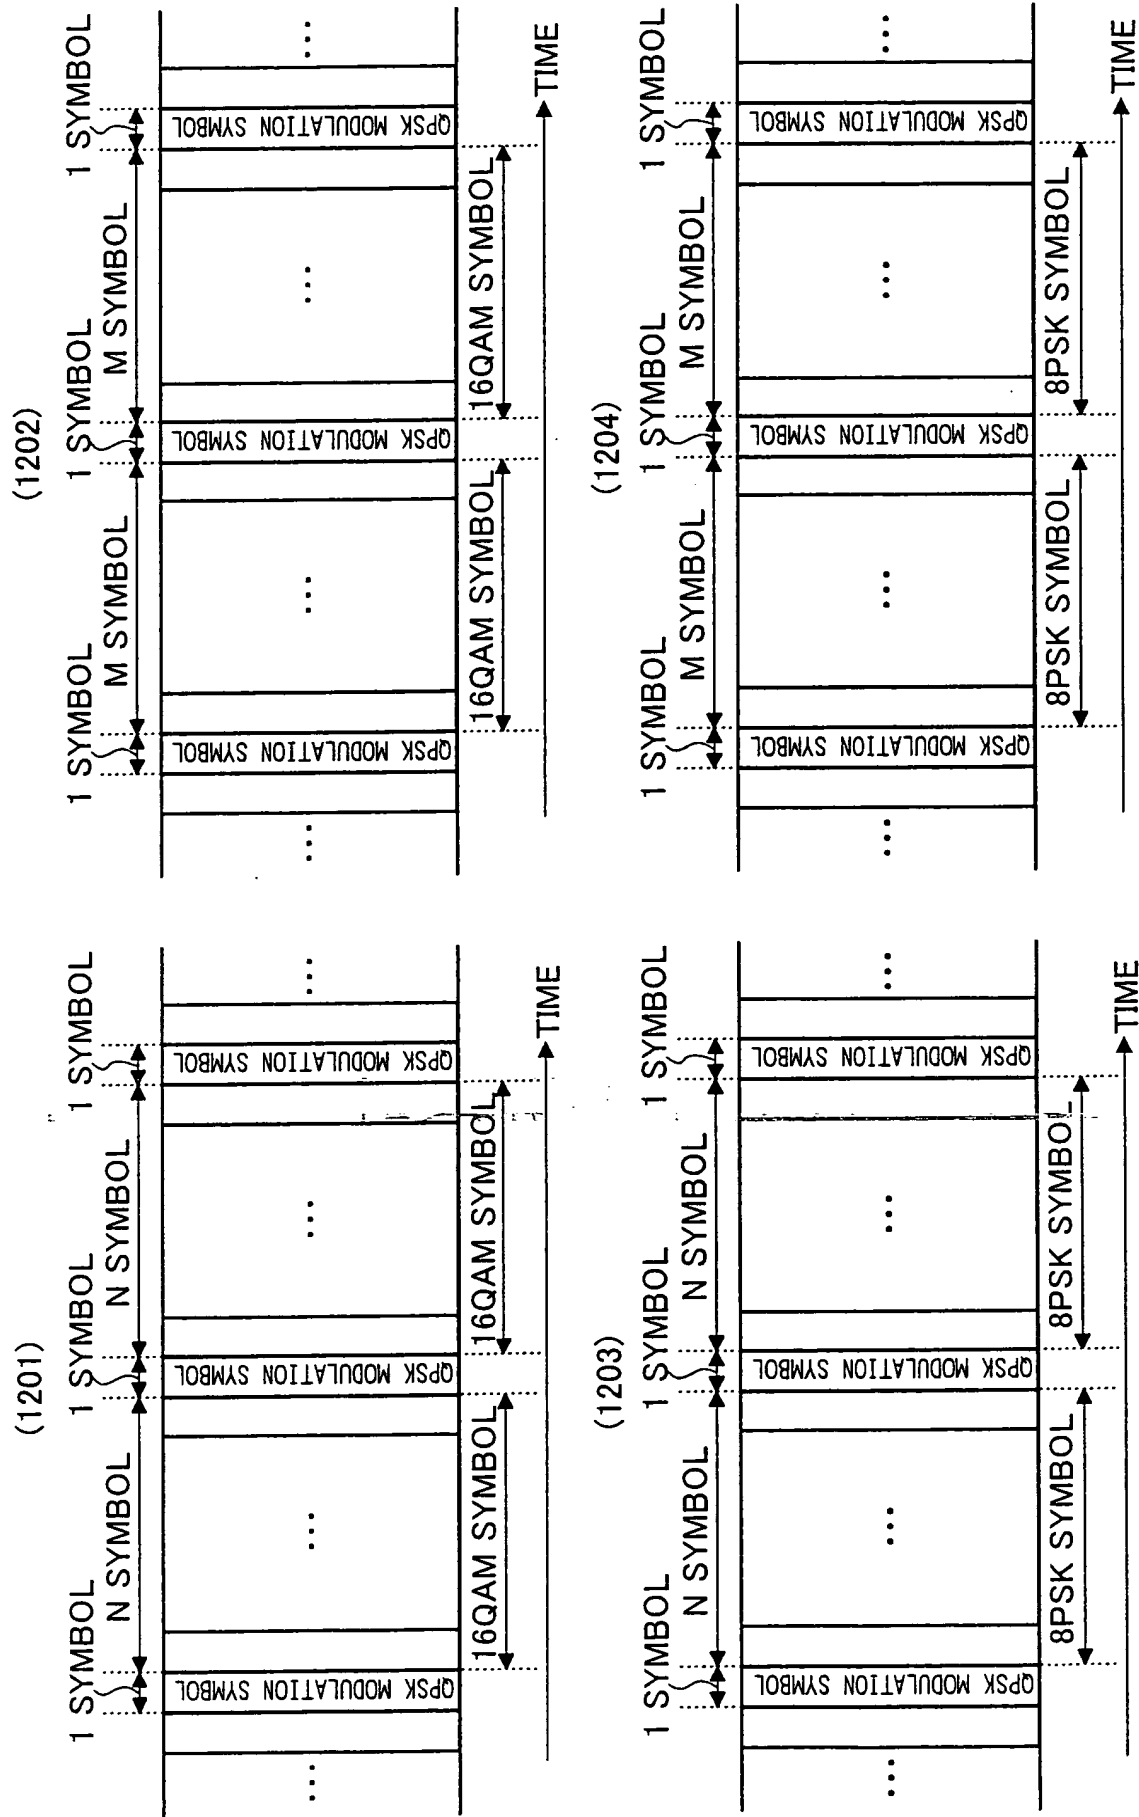 (1201)
1 SYMBOL 1 SYMBOL 1 SYMBOL
N SYMBOL N SYMBOL
... QPSK MODULATION SYMBOL ... QPSK MODULATION SYMBOL ... QPSK MODULATION SYMBOL ...
16QAM SYMBOL 16QAM SYMBOL
TIME
(1202)
1 SYMBOL 1 SYMBOL 1 SYMBOL
M SYMBOL M SYMBOL
... QPSK MODULATION SYMBOL ... QPSK MODULATION SYMBOL ... QPSK MODULATION SYMBOL ...
16QAM SYMBOL 16QAM SYMBOL
TIME
(1203)
1 SYMBOL 1 SYMBOL 1 SYMBOL
N SYMBOL N SYMBOL
... QPSK MODULATION SYMBOL ... QPSK MODULATION SYMBOL ... QPSK MODULATION SYMBOL ...
8PSK SYMBOL 8PSK SYMBOL
TIME
(1204)
1 SYMBOL 1 SYMBOL 1 SYMBOL
M SYMBOL M SYMBOL
... QPSK MODULATION SYMBOL ... QPSK MODULATION SYMBOL ... QPSK MODULATION SYMBOL ...
8PSK SYMBOL 8PSK SYMBOL
TIME